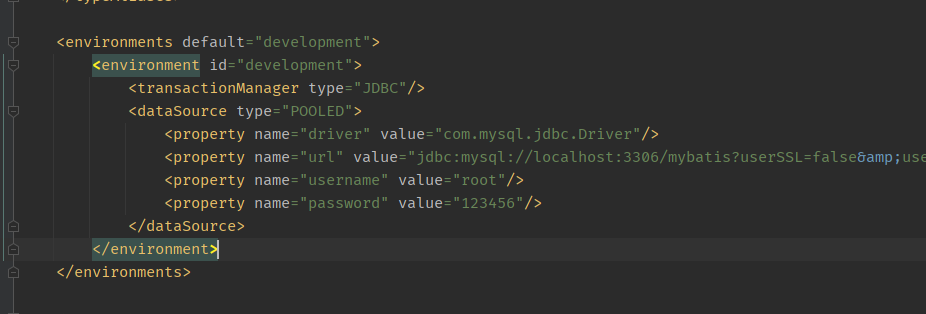 <environments default="development">
<environment id="development">
<transactionManager type="JDBC"/>
<dataSource type="POOLED">
<property name="driver" value="com.mysql.jdbc.Driver"/>
<property name="url" value="jdbc:mysql://localhost:3306/mybatis?userSSL=false&amp;use
<property name="username" value="root"/>
<property name="password" value="123456"/>
</dataSource>
</environment>
</environments>